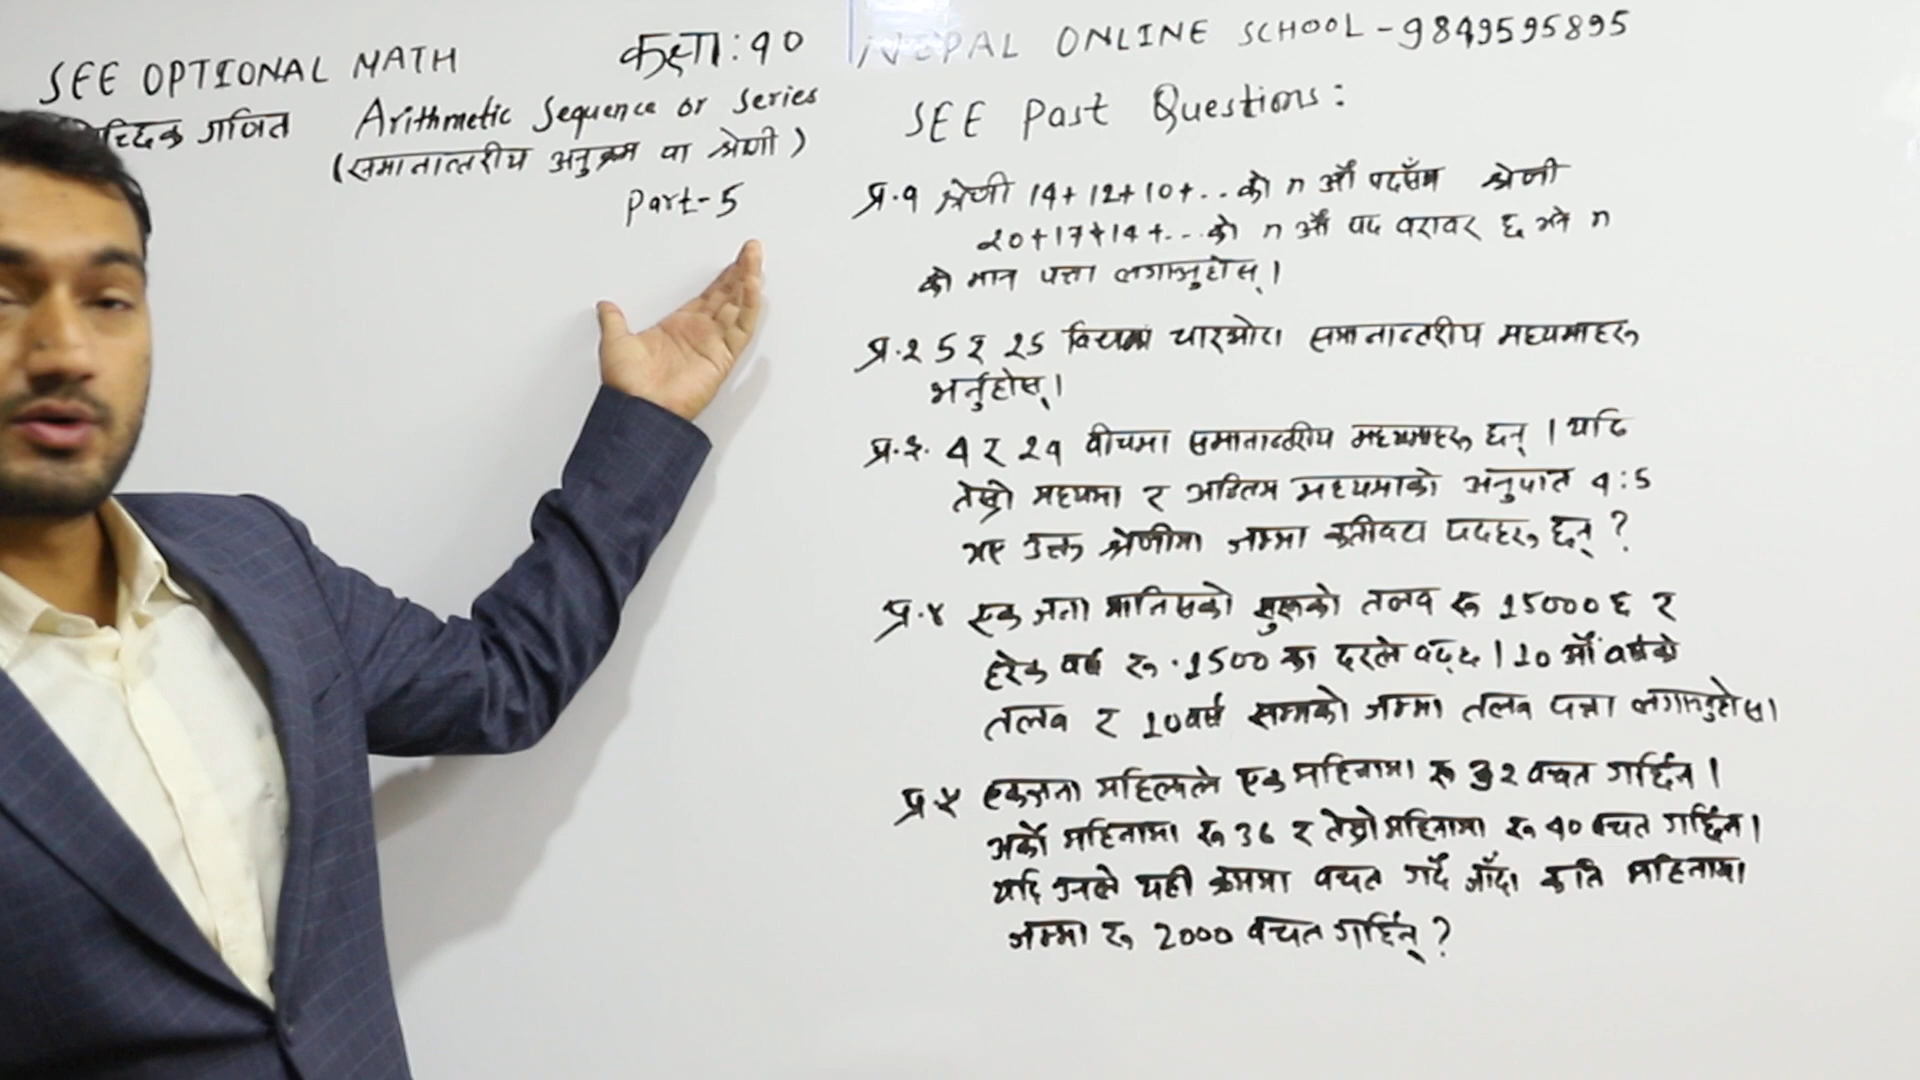 SEE OPTIONAL MATH
कक्षा: १०
च्छिक गणित
Arithmetic Sequence or Series
(समानान्तरीय अनुक्रम वा श्रेणी)
Part-5
NEPAL ONLINE SCHOOL - 9849595895
SEE Past Questions:
प्र.१ श्रेणी 14+12+10+.. को n औँ पदसँग श्रेणी
20+17+14+... को n औँ पद बराबर छ भने n
को मान पत्ता लगाउनुहोस्।
प्र.२ 5 र 25 विचमा चारओटा समानान्तरीय मध्यमाहरु
भर्नुहोस्।
प्र.३. 4 र 24 बीचमा समानान्तरीय मध्यमाहरु छन्। यदि
तेस्रो मध्यमा र अन्तिम मध्यमाको अनुपात 4:5
भए उक्त श्रेणीमा जम्मा कतीवटा पदहरु छन्?
प्र.४ एक जना मानिसको सुरुको तलब रु 15000 छ र
हरेक वर्ष रु. 1500 का दरले बढ्छ। 10 औँ वर्षको
तलब र 10 वर्ष सम्मको जम्मा तलब पत्ता लगाउनुहोस।
प्र.५ एकजना महिलाले एक महिनामा रु 32 बचत गर्छिन।
अर्को महिनामा रु 36 र तेस्रो महिनामा रु 40 बचत गर्छिन।
यदि उनले यही क्रममा बचत गर्दै जाँदा कति महिनामा
जम्मा रु 2000 बचत गर्छिन्?